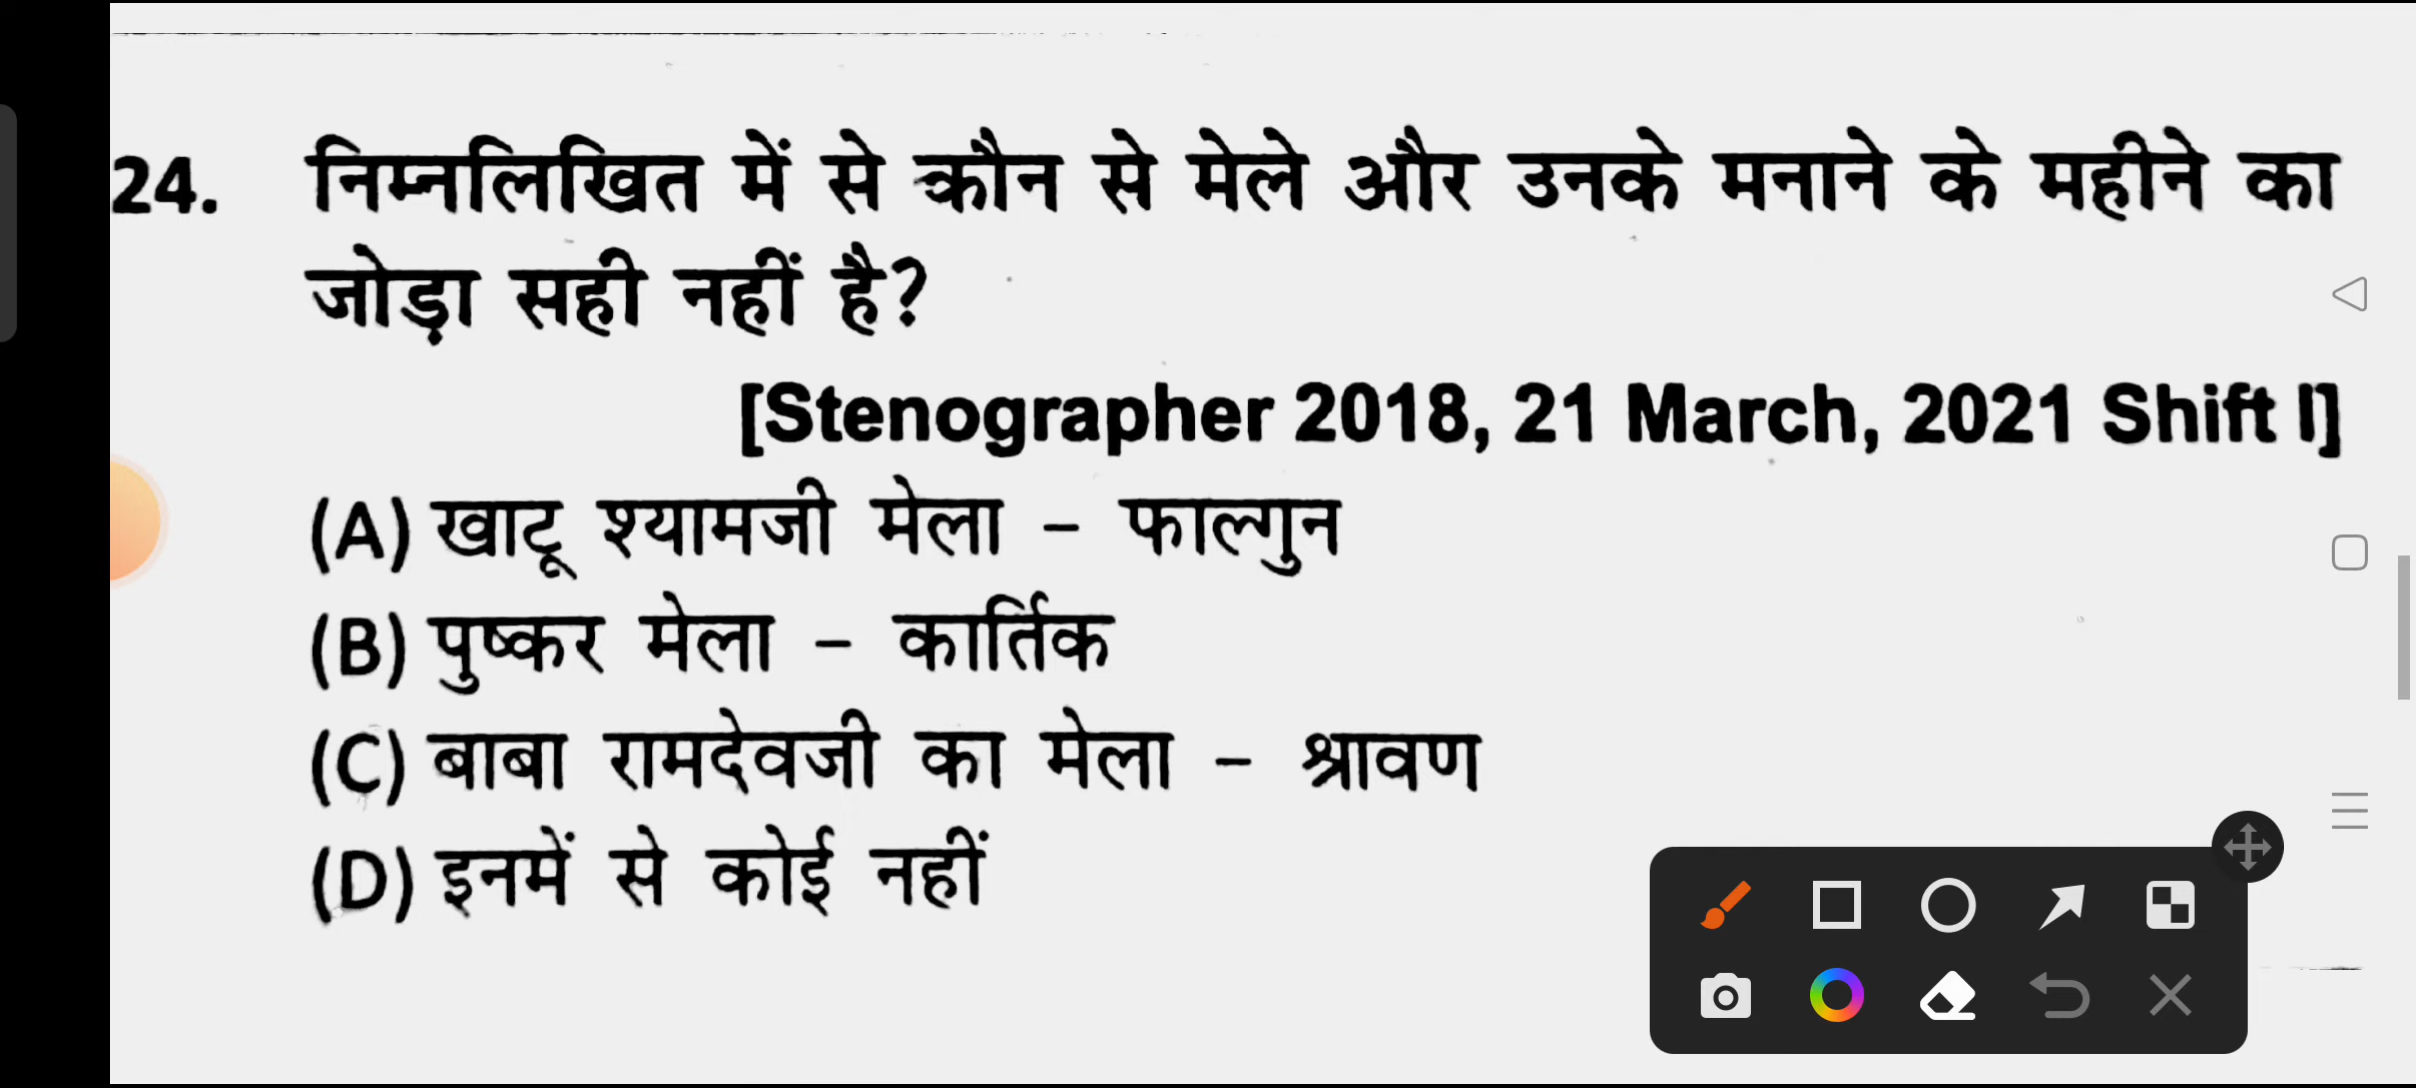 24. निम्नलिखित में से कौन से मेले और उनके मनाने के महीने का
जोड़ा सही नहीं है?
[Stenographer 2018, 21 March, 2021 Shift I]
(A) खाटू श्यामजी मेला – फाल्गुन
(B) पुष्कर मेला – कार्तिक
(C) बाबा रामदेवजी का मेला – श्रावण
(D) इनमें से कोई नहीं